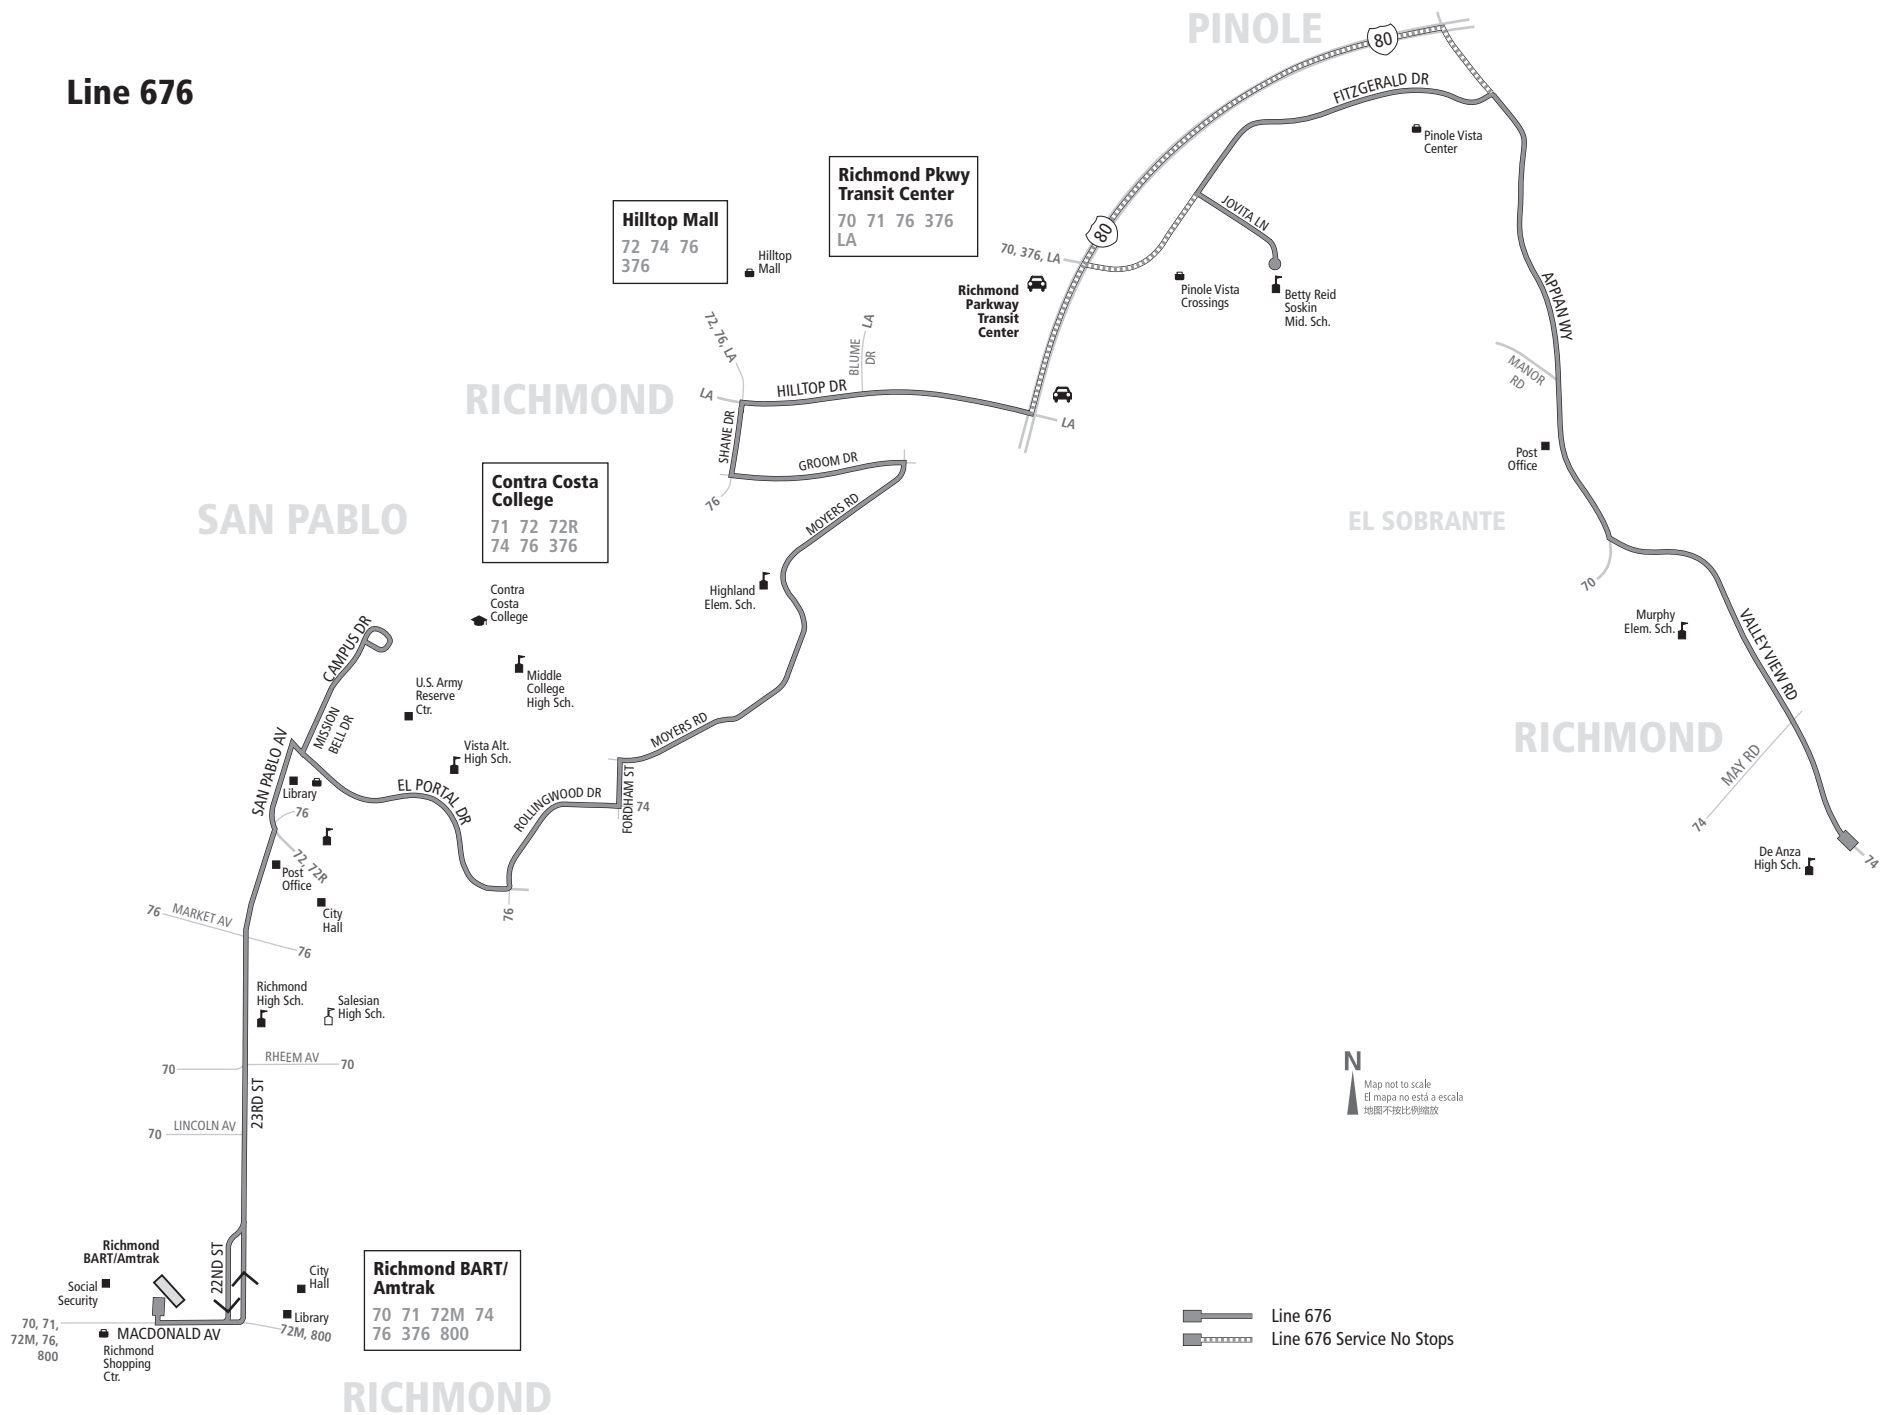 PINOLE
80
Line 676
FITZGERALD DR
Pinole Vista
Center
Richmond Pkwy
Transit Center
70 71 76 376
LA
Hilltop Mall
72 74 76
376
Hilltop
Mall
JOVITA LN
80
70, 376, LA
Richmond
Parkway
Transit
Center
Pinole Vista
Crossings
Betty Reid
Soskin
Mid. Sch.
APPIAN WY
72, 76, LA
LA
BLUME
DR
MANOR
RD
RICHMOND
LA
HILLTOP DR
LA
SHANE DR
GROOM DR
76
MOYERS RD
Post
Office
Contra Costa
College
71 72 72R
74 76 376
SAN PABLO
EL SOBRANTE
70
Highland
Elem. Sch.
Contra
Costa
College
Murphy
Elem. Sch.
VALLEY VIEW RD
CAMPUS DR
Middle
College
High Sch.
U.S. Army
Reserve
Ctr.
MISSION
BELL DR
MOYERS RD
RICHMOND
MAY RD
74
Vista Alt.
High Sch.
SAN PABLO AV
Library
EL PORTAL DR
ROLLINGWOOD DR
FORDHAM ST
74
76
72, 72R
Post
Office
De Anza
High Sch.
74
City
Hall
76
MARKET AV
76
76
Richmond
High Sch.
Salesian
High Sch.
70
RHEEM AV
70
23RD ST
70
LINCOLN AV
N
Map not to scale
El mapa no está a escala
地图不按比例缩放
Richmond
BART/Amtrak
Social
Security
22ND ST
City
Hall
Library
72M, 800
70, 71,
72M, 76,
800
MACDONALD AV
Richmond
Shopping
Ctr.
Richmond BART/
Amtrak
70 71 72M 74
76 376 800
Line 676
Line 676 Service No Stops
RICHMOND